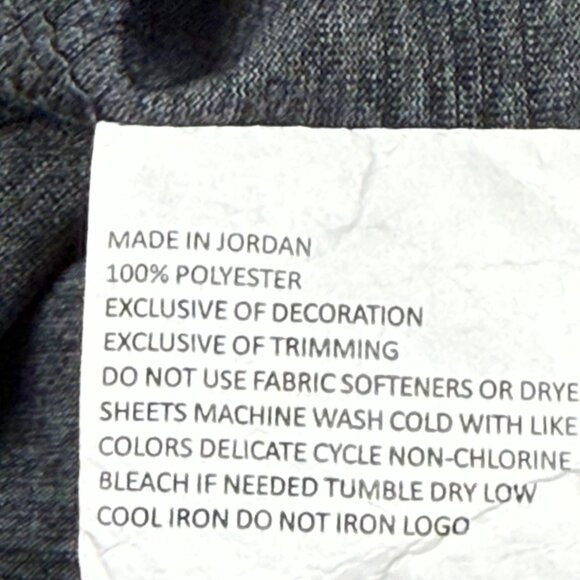 MADE IN JORDAN
100% POLYESTER
EXCLUSIVE OF DECORATION
EXCLUSIVE OF TRIMMING
DO NOT USE FABRIC SOFTENERS OR DRYE
SHEETS MACHINE WASH COLD WITH LIKE
COLORS DELICATE CYCLE NON-CHLORINE
BLEACH IF NEEDED TUMBLE DRY LOW
COOL IRON DO NOT IRON LOGO